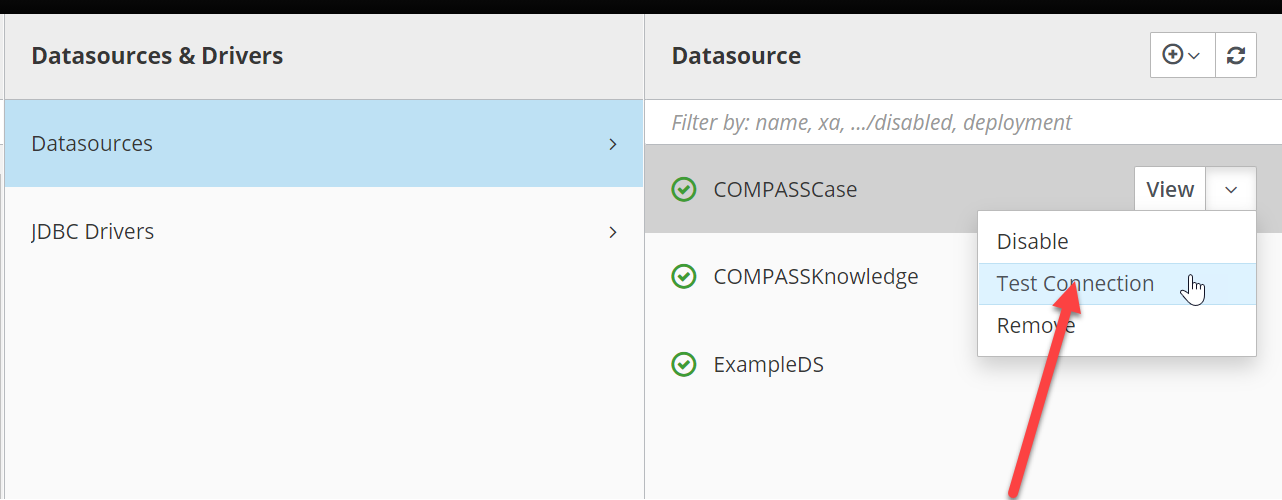 Datasources & Drivers
Datasources
JDBC Drivers
Datasource
Filter by: name, xa, .../disabled, deployment
COMPASSCase
View
Disable
Test Connection
Remove
COMPASSKnowledge
ExampleDS